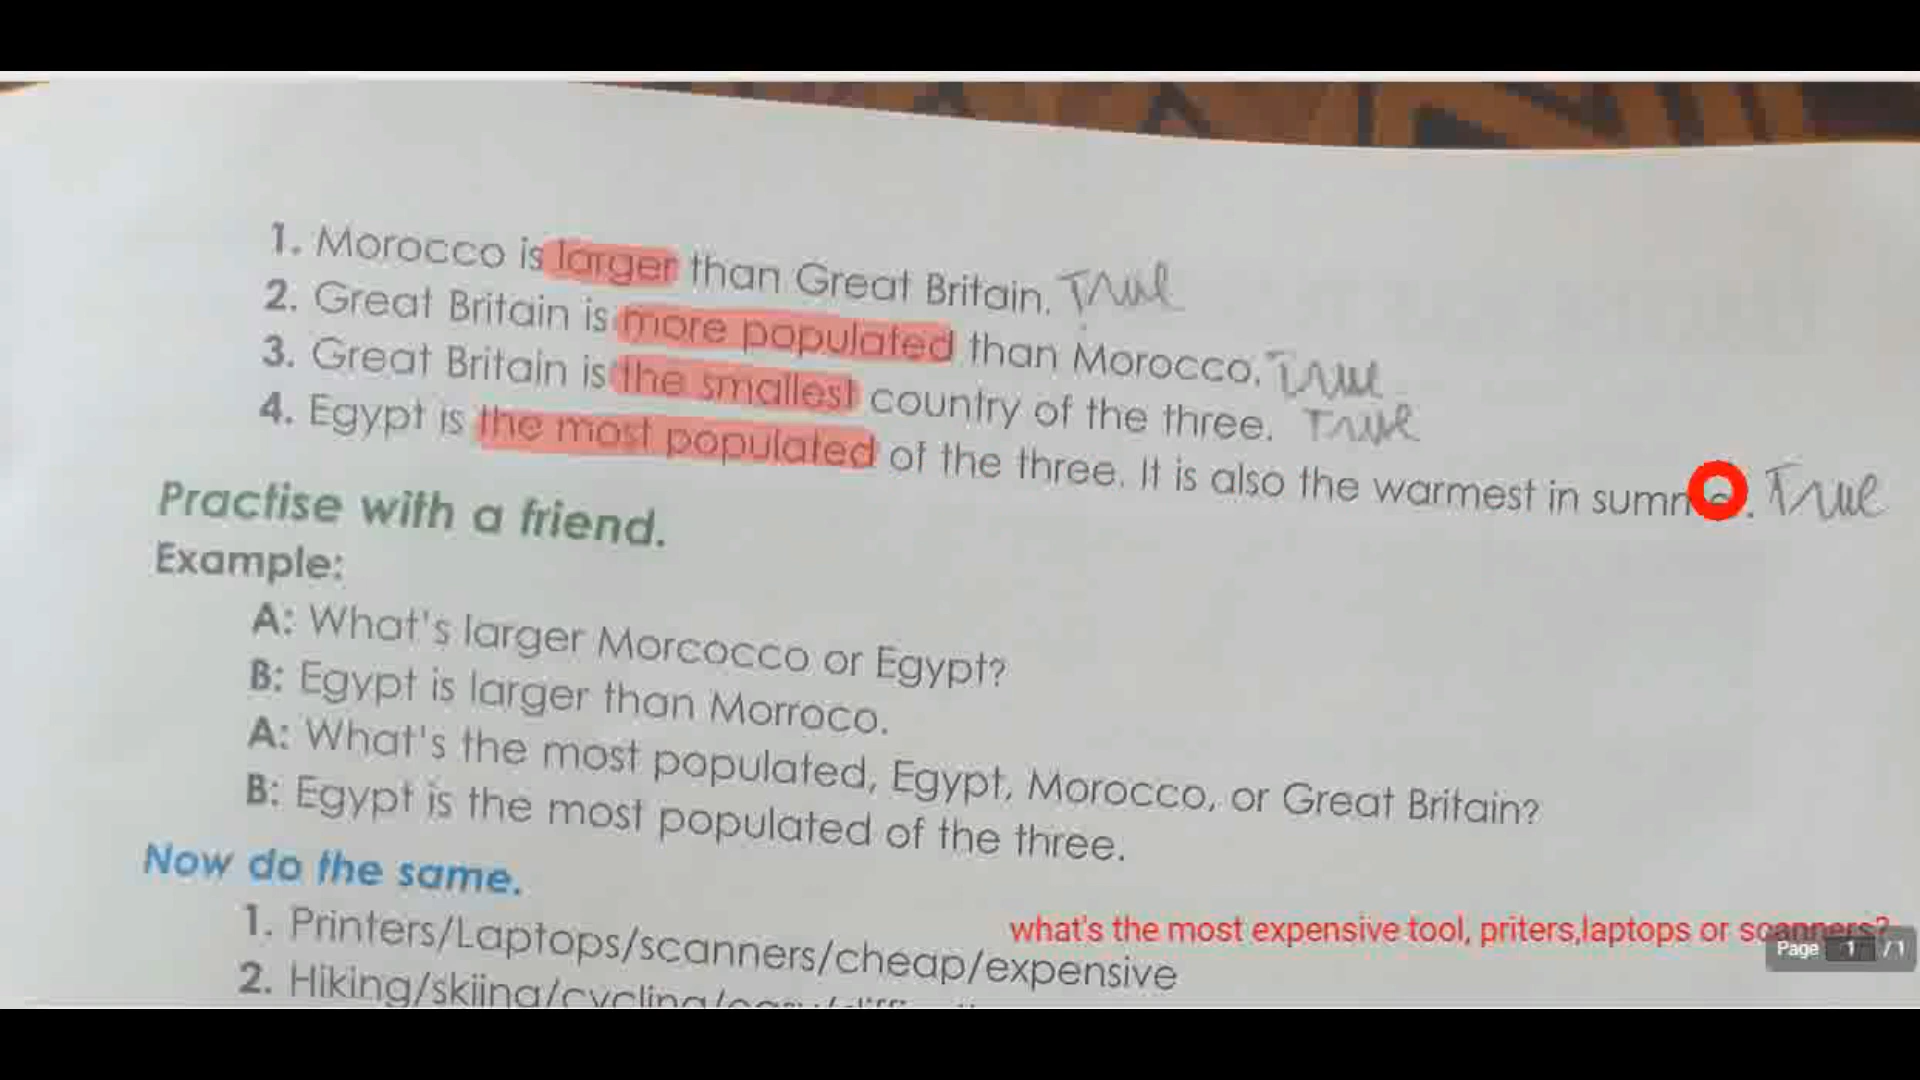 1. Morocco is larger than Great Britain. True
2. Great Britain is more populated than Morocco. True
3. Great Britain is the smallest country of the three. True
4. Egypt is the most populated of the three. It is also the warmest in True
Practise with a friend.
Example:
A: What's larger Morcocco or Egypt?
B: Egypt is larger than Morroco.
A: What's the most populated, Egypt, Morocco, or Great Britain?
B: Egypt is the most populated of the three.
Now do the same.
1. Printers/Laptops/scanners/cheap/expensive
what's the most expensive tool, priters,laptops or scanners?
Page 1 / 1
2. Hiking/skiing/cycling/